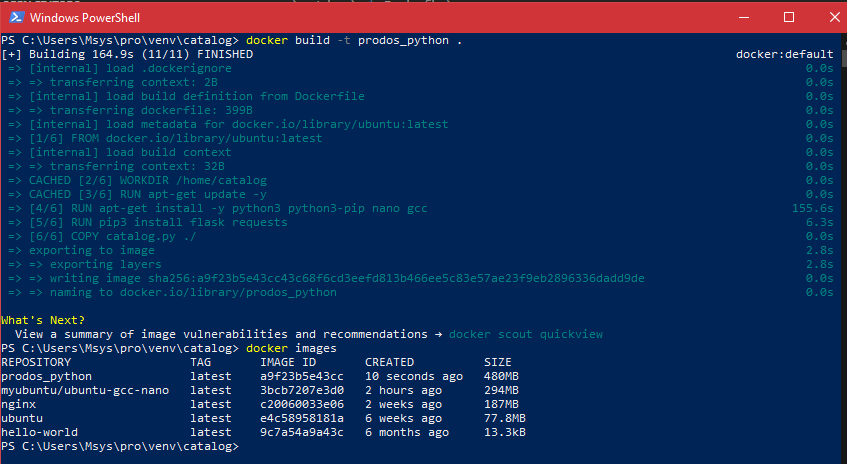 Windows PowerShell
PS C:\Users\Msys\pro\venv\catalog> docker build -t prodos_python .
[+] Building 164.9s (11/11) FINISHED docker:default
=> [internal] load .dockerignore 0.0s
=> => transferring context: 2B 0.0s
=> [internal] load build definition from Dockerfile 0.0s
=> => transferring dockerfile: 399B 0.0s
=> [internal] load metadata for docker.io/library/ubuntu:latest 0.0s
=> [1/6] FROM docker.io/library/ubuntu:latest 0.0s
=> [internal] load build context 0.0s
=> => transferring context: 32B 0.0s
=> CACHED [2/6] WORKDIR /home/catalog 0.0s
=> CACHED [3/6] RUN apt-get update -y 0.0s
=> [4/6] RUN apt-get install -y python3 python3-pip nano gcc 155.6s
=> [5/6] RUN pip3 install flask requests 6.3s
=> [6/6] COPY catalog.py ./ 0.0s
=> exporting to image 2.8s
=> => exporting layers 2.8s
=> => writing image sha256:a9f23b5e43cc43c68f6cd3eefd813b466ee5c83e57ae23f9eb2896336dadd9de 0.0s
=> => naming to docker.io/library/prodos_python 0.0s
What's Next?
View a summary of image vulnerabilities and recommendations → docker scout quickview
PS C:\Users\Msys\pro\venv\catalog> docker images
REPOSITORY TAG IMAGE ID CREATED SIZE
prodos_python latest a9f23b5e43cc 10 seconds ago 480MB
myubuntu/ubuntu-gcc-nano latest 3bcb7207e3d0 2 hours ago 294MB
nginx latest c20060033e06 2 weeks ago 187MB
ubuntu latest e4c58958181a 6 weeks ago 77.8MB
hello-world latest 9c7a54a9a43c 6 months ago 13.3kB
PS C:\Users\Msys\pro\venv\catalog>